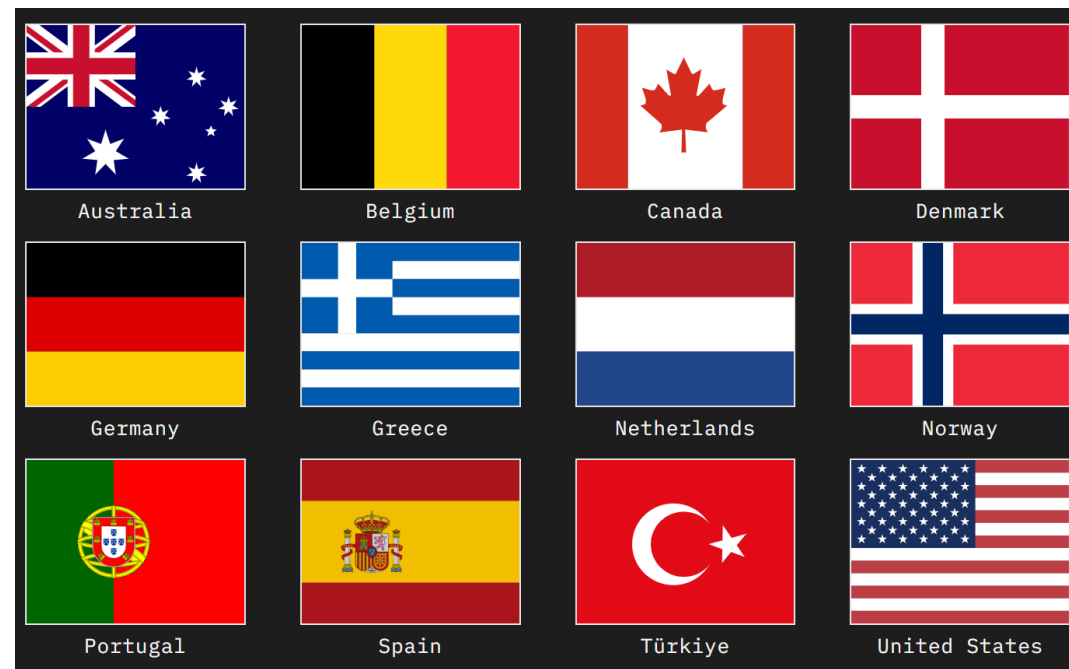 Australia
Belgium
Canada
Denmark
Germany
Greece
Netherlands
Norway
Portugal
Spain
Türkiye
United States